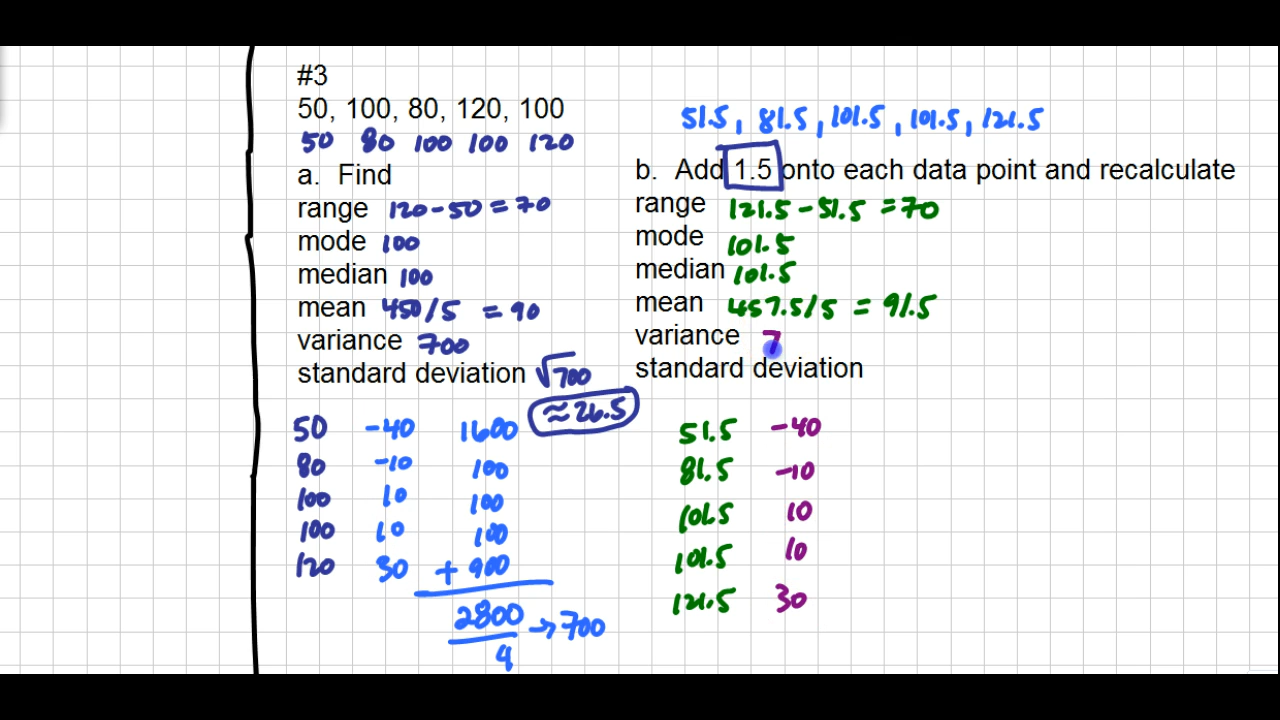 #3
50, 100, 80, 120, 100
50 80 100 100 120
a. Find
range 120-50 = 70
mode 100
median 100
mean 450/5 = 90
variance 700
standard deviation √700
≈26.5
50 -40 1600
80 -10 100
100 10 100
100 10 100
120 30 + 900
2800 → 700
4
51.5, 81.5, 101.5, 101.5, 121.5
b. Add 1.5 onto each data point and recalculate
range 121.5 - 51.5 = 70
mode 101.5
median 101.5
mean 457.5/5 = 91.5
variance 7
standard deviation
51.5 -40
81.5 -10
101.5 10
101.5 10
121.5 30